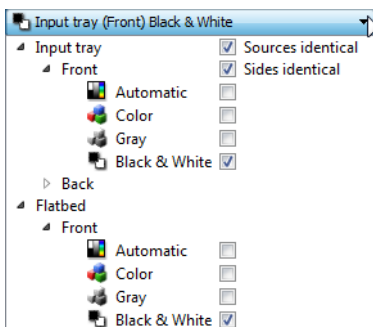 Input tray (Front) Black & White
Input tray Sources identical
Front Sides identical
Automatic
Color
Gray
Black & White
Back
Flatbed
Front
Automatic
Color
Gray
Black & White